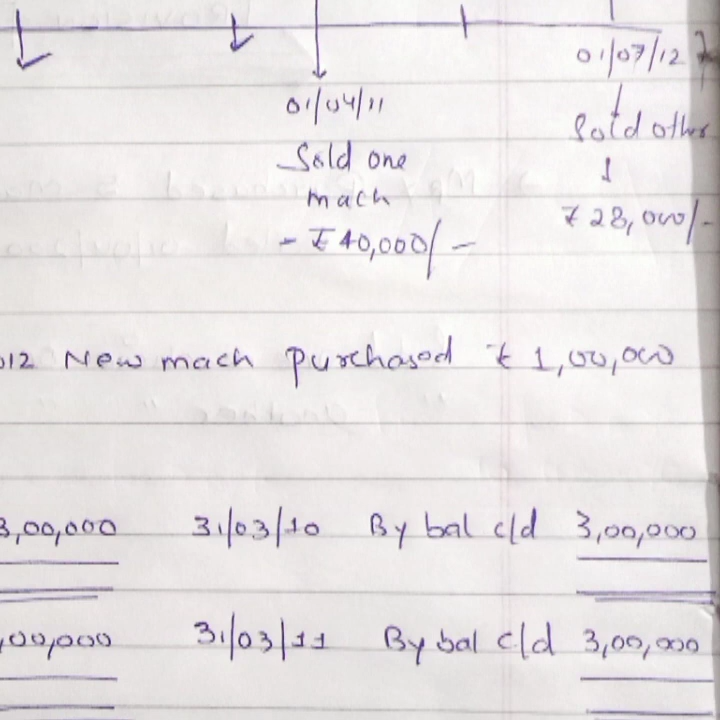 01/07/12
01/04/11
Sold other
Sold one
1
mach
₹ 28,000/-
- ₹ 40,000/-
012 New mach purchased ₹ 1,00,000
3,00,000 31/03/10 By bal c/d 3,00,000
,00,000 31/03/11 By bal c/d 3,00,000